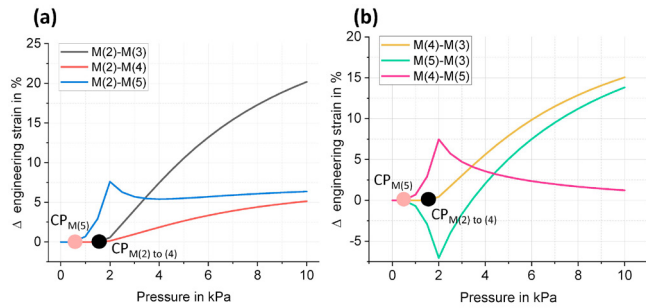 (a)
M(2)-M(3)
M(2)-M(4)
M(2)-M(5)
Δ engineering strain in %
25
20
15
10
5
0
CPM(5)
CPM(2) to (4)
0 2 4 6 8 10
Pressure in kPa
(b)
M(4)-M(3)
M(5)-M(3)
M(4)-M(5)
Δ engineering strain in %
20
15
10
5
0
-5
CPM(5)
CPM(2) to (4)
0 2 4 6 8 10
Pressure in kPa